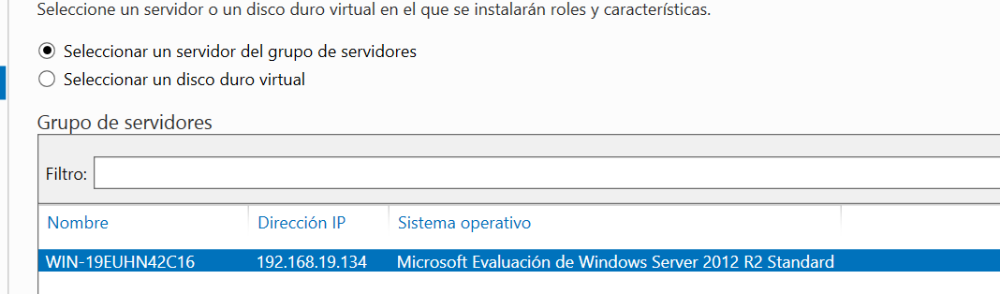 Seleccione un servidor o un disco duro virtual en el que se instalarán roles y características.
Seleccionar un servidor del grupo de servidores
Seleccionar un disco duro virtual
Grupo de servidores
Filtro:
Nombre Dirección IP Sistema operativo
WIN-19EUHN42C16 192.168.19.134 Microsoft Evaluación de Windows Server 2012 R2 Standard